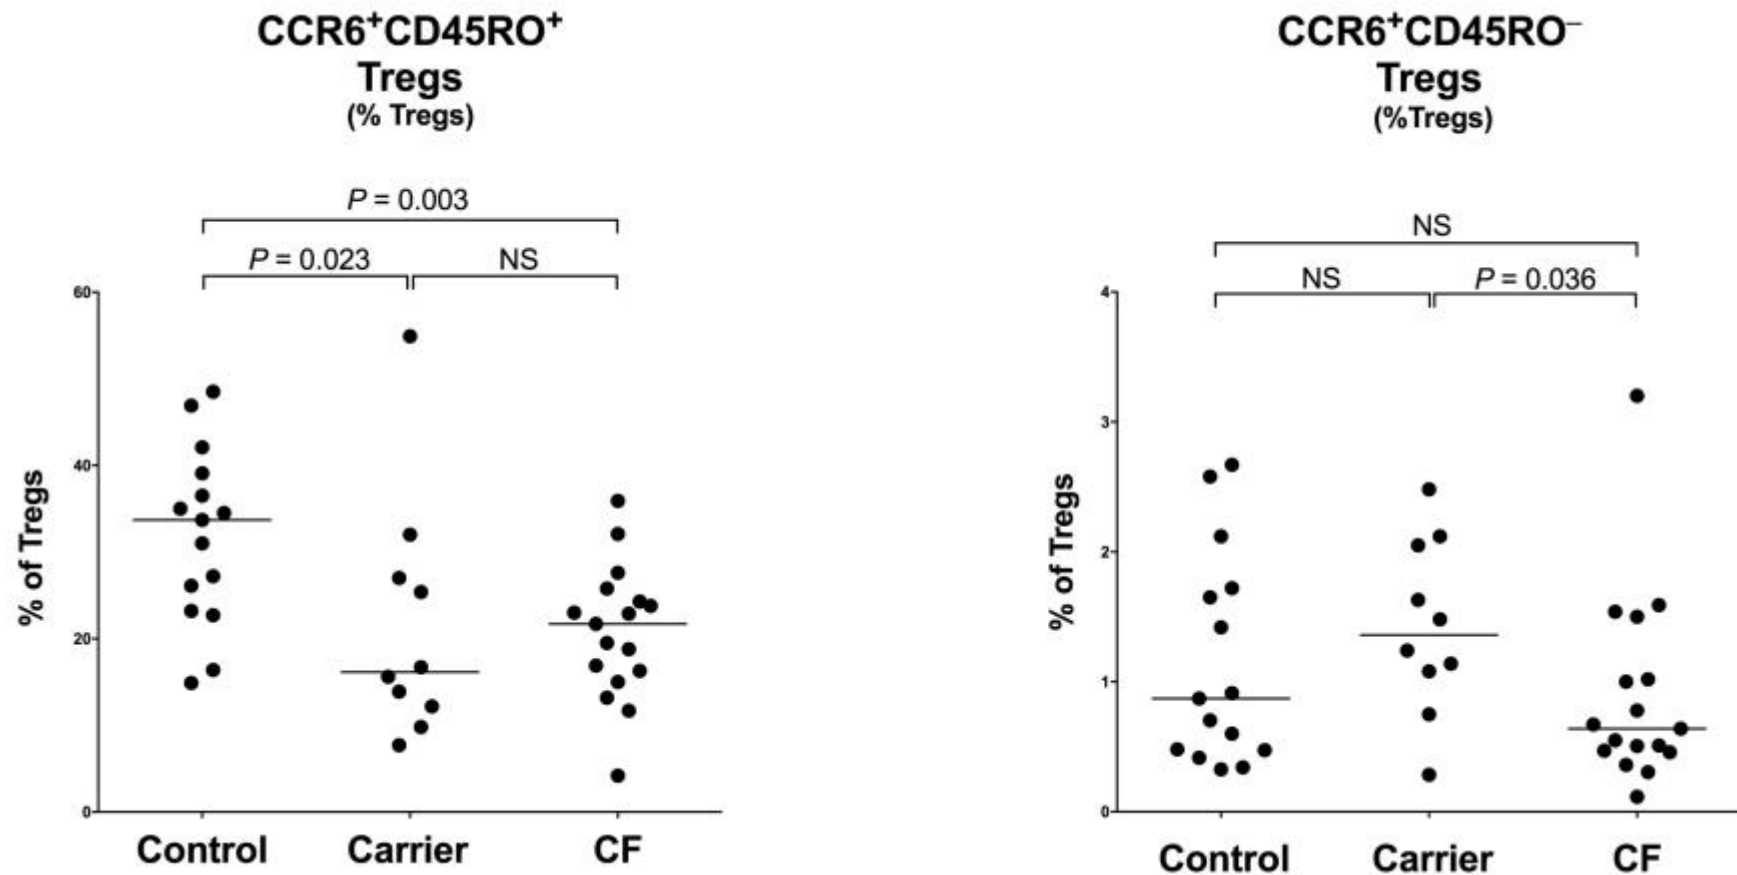 CCR6⁺CD45RO⁺
Tregs
(% Tregs)
P = 0.003
P = 0.023
NS
60
40
20
0
% of Tregs
Control
Carrier
CF
CCR6⁺CD45RO⁻
Tregs
(%Tregs)
NS
NS
P = 0.036
4
3
2
1
0
% of Tregs
Control
Carrier
CF